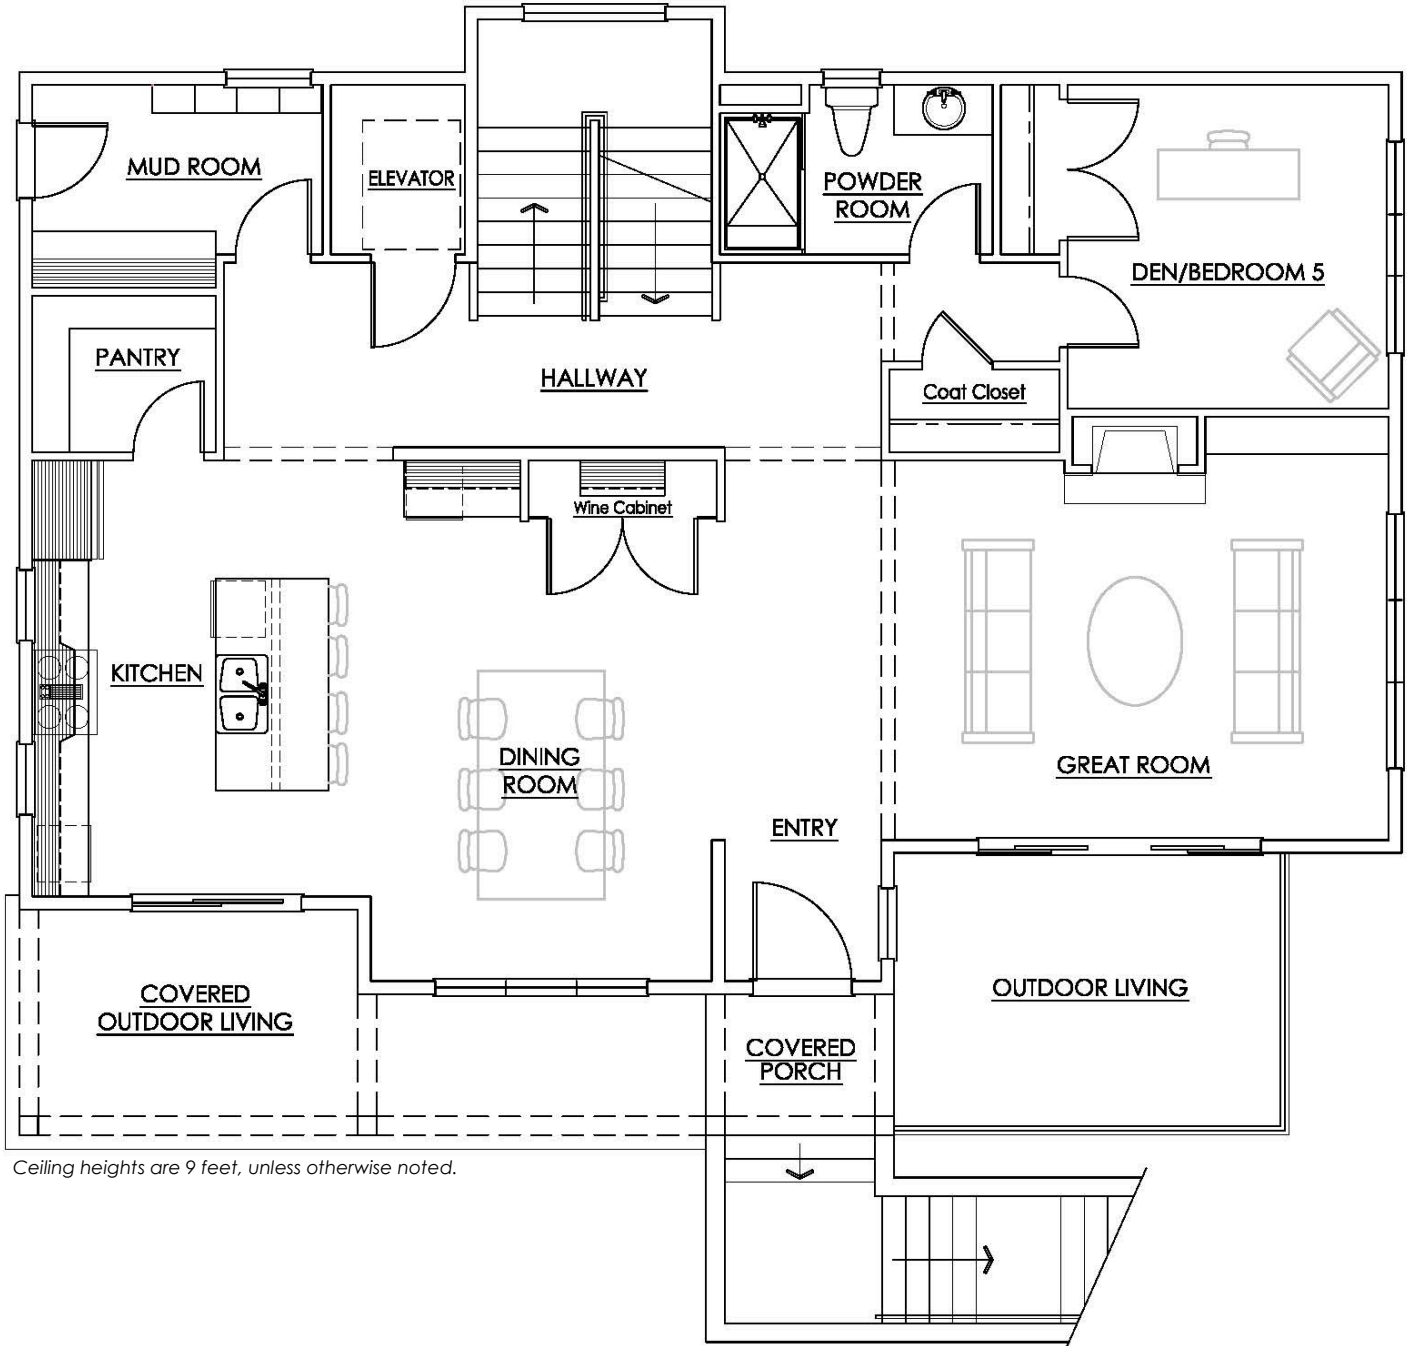 MUD ROOM
ELEVATOR
POWDER
ROOM
DEN/BEDROOM 5
PANTRY
HALLWAY
Coat Closet
Wine Cabinet
KITCHEN
DINING
ROOM
GREAT ROOM
ENTRY
COVERED
OUTDOOR LIVING
OUTDOOR LIVING
COVERED
PORCH
Ceiling heights are 9 feet, unless otherwise noted.